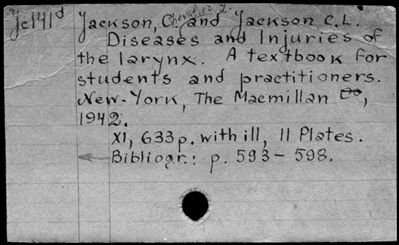 Jc141d Jackson, Chevalier and Jackson C.L.
Diseases and Injuries of
the larynx. A textbook for
students and practitioners.
New-York, The Macmillan Co,
1942.
XI, 633p. with ill, 11 Plates.
Bibliogr.: p. 593-598.